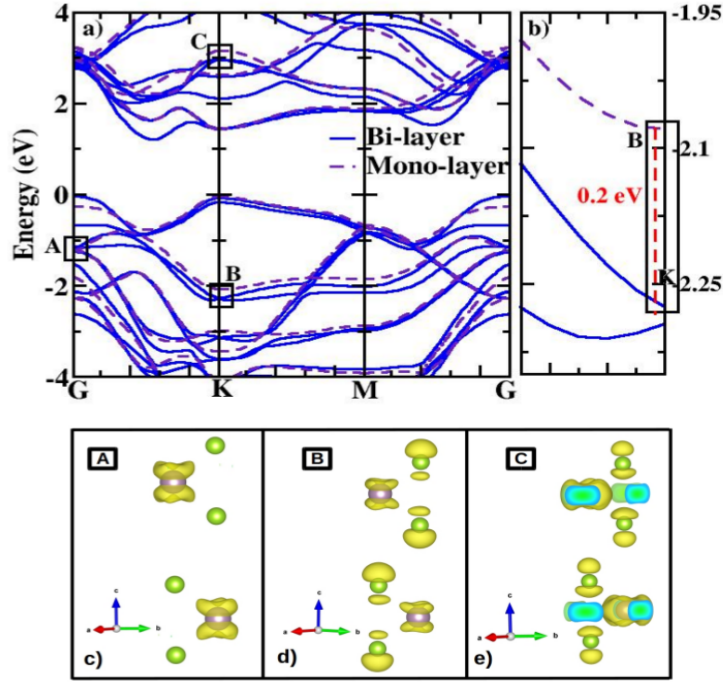 a)
b)
4
2
0
-2
-4
Energy (eV)
C
A
B
Bi-layer
Mono-layer
G K M G
-1.95
-2.1
-2.25
B
0.2 eV
K
A
B
C
c
a
b
c)
c
a
b
d)
c
a
b
e)